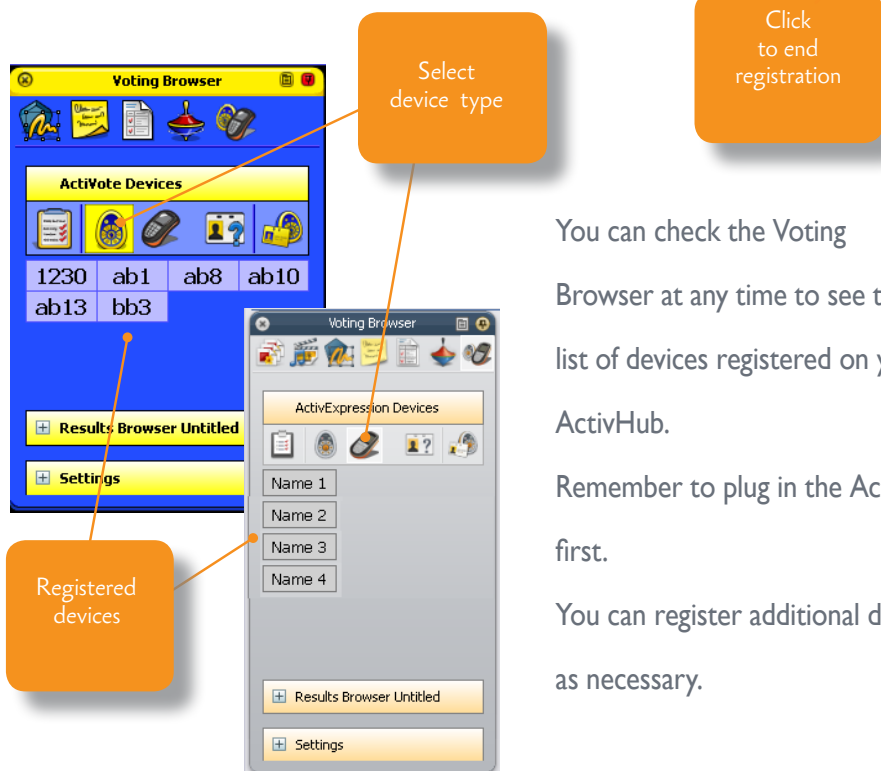 Click
to end
registration
Select
device type
Voting Browser
ActiVote Devices
1230 ab1 ab8 ab10
ab13 bb3
Results Browser Untitled
Settings
Voting Browser
ActivExpression Devices
Name 1
Name 2
Name 3
Name 4
Results Browser Untitled
Settings
Registered
devices
You can check the Voting
Browser at any time to see
list of devices registered on
ActivHub.
Remember to plug in the
first.
You can register additional
as necessary.